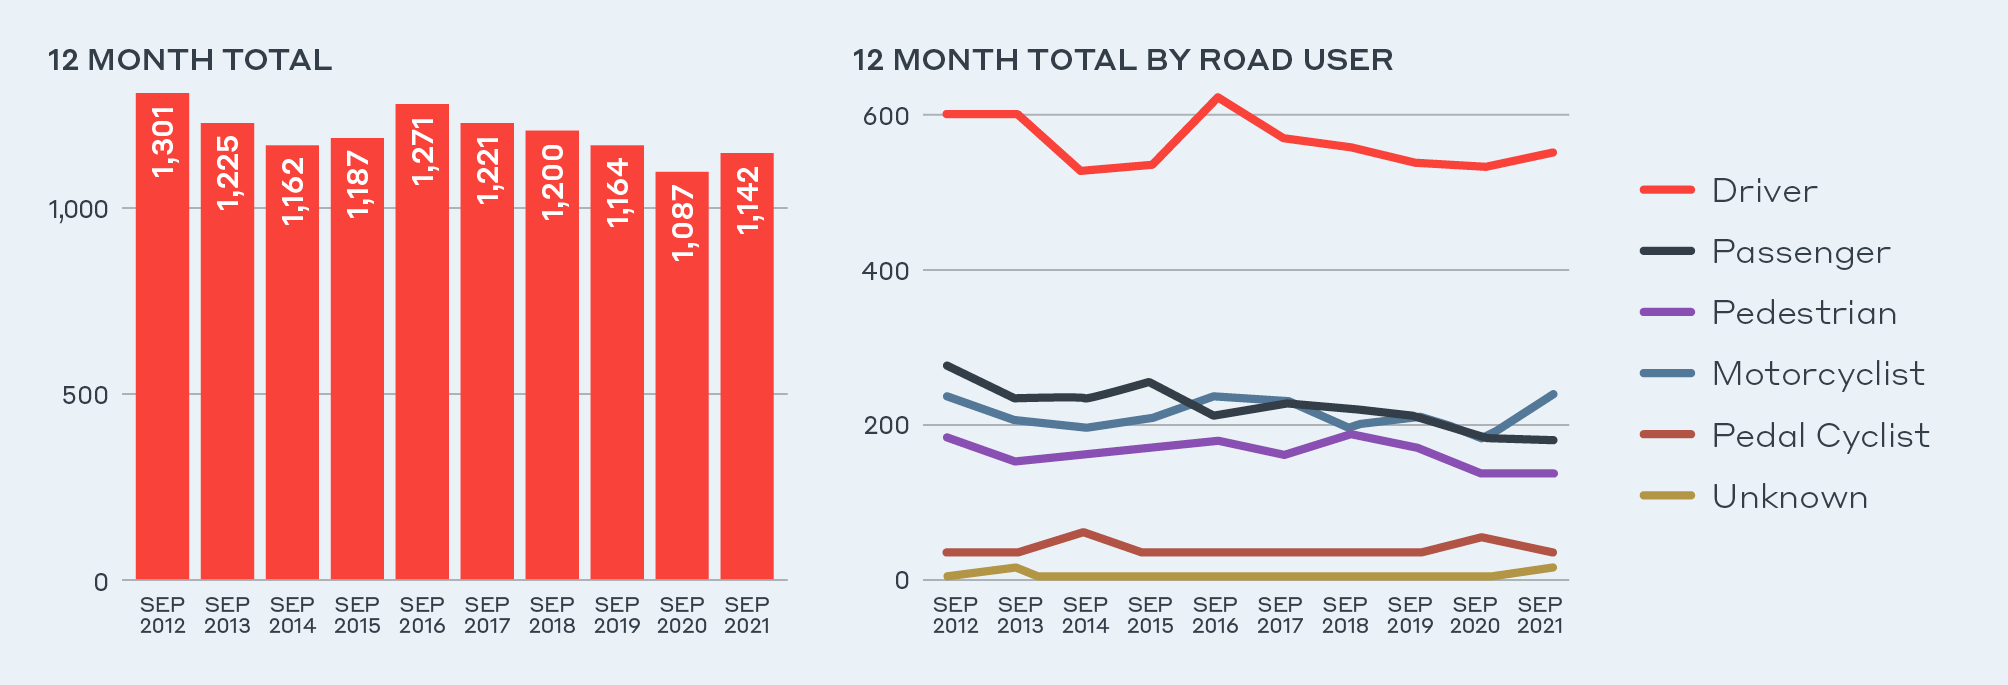 12 MONTH TOTAL
1,301
1,225
1,162
1,187
1,271
1,221
1,200
1,164
1,087
1,142
1,000
500
0
SEP 2012
SEP 2013
SEP 2014
SEP 2015
SEP 2016
SEP 2017
SEP 2018
SEP 2019
SEP 2020
SEP 2021
12 MONTH TOTAL BY ROAD USER
600
400
200
0
SEP 2012
SEP 2013
SEP 2014
SEP 2015
SEP 2016
SEP 2017
SEP 2018
SEP 2019
SEP 2020
SEP 2021
Driver
Passenger
Pedestrian
Motorcyclist
Pedal Cyclist
Unknown